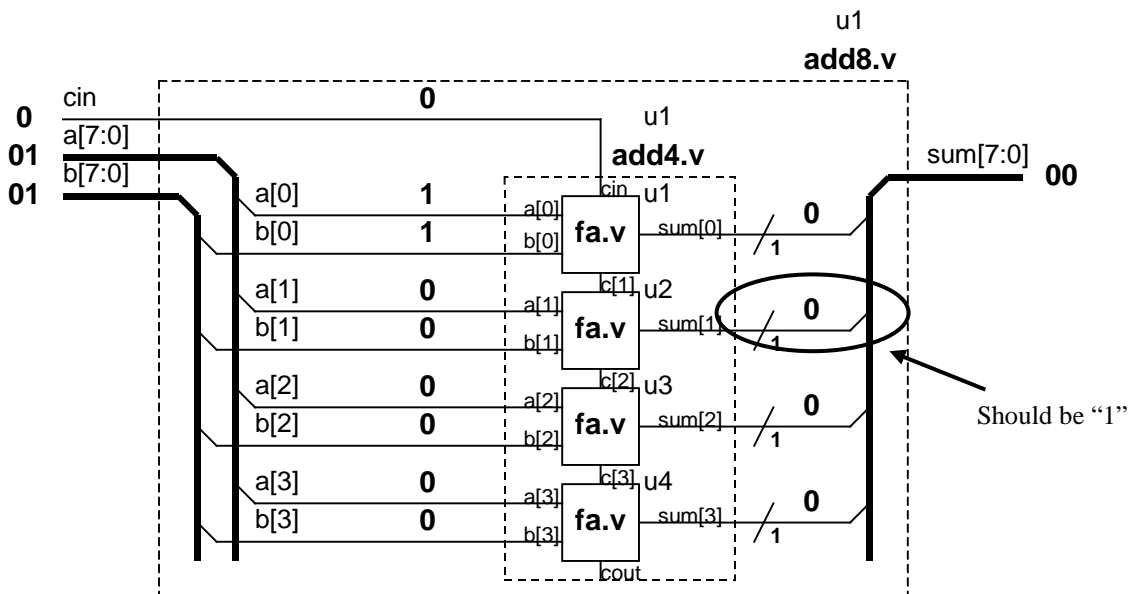 u1
add8.v
cin 0
0
a[7:0] u1
01 add4.v sum[7:0]
b[7:0] 00
01
a[0] 1 a[0] cin u1 0
b[0] 1 b[0] fa.v sum[0] 1
a[1] 0 a[1] c[1] u2 0
b[1] 0 b[1] fa.v sum[1] 1
a[2] 0 a[2] c[2] u3 0
b[2] 0 b[2] fa.v sum[2] 1
Should be “1”
a[3] 0 a[3] c[3] u4 0
b[3] 0 b[3] fa.v sum[3] 1
cout